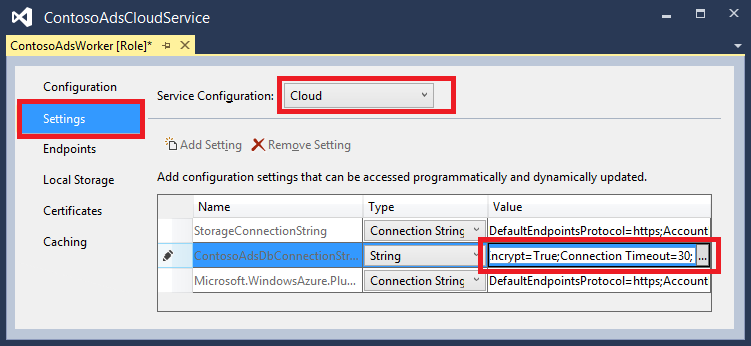 ContosoAdsCloudService
ContosoAdsWorker [Role]*
Configuration
Settings
Endpoints
Local Storage
Certificates
Caching
Service Configuration: Cloud
Add Setting Remove Setting
Add configuration settings that can be accessed programmatically and dynamically updated.
Name Type Value
StorageConnectionString Connection String DefaultEndpointsProtocol=https;Account
ContosoAdsDbConnectionStr... String ncrypt=True;Connection Timeout=30; ...
Microsoft.WindowsAzure.Plu... Connection String DefaultEndpointsProtocol=https;Account